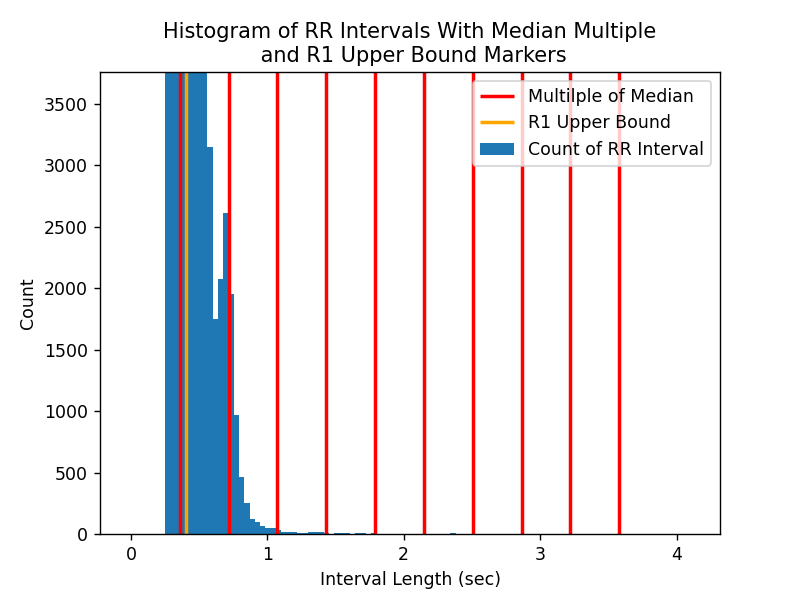 Histogram of RR Intervals With Median Multiple
and R1 Upper Bound Markers
Multilple of Median
R1 Upper Bound
Count of RR Interval
3500
3000
2500
2000
1500
1000
500
0
Count
0 1 2 3 4
Interval Length (sec)